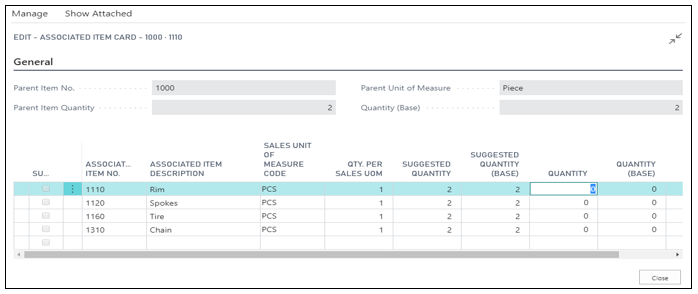 Manage Show Attached
EDIT – ASSOCIATED ITEM CARD – 1000 · 1110
General
Parent Item No. 1000 Parent Unit of Measure Piece
Parent Item Quantity 2 Quantity (Base) 2
SU... ASSOCIAT... ITEM NO. ASSOCIATED ITEM DESCRIPTION SALES UNIT OF MEASURE CODE QTY. PER SALES UOM SUGGESTED QUANTITY SUGGESTED QUANTITY (BASE) QUANTITY QUANTITY (BASE)
1110 Rim PCS 1 2 2 0 0
1120 Spokes PCS 1 2 2 0 0
1160 Tire PCS 1 2 2 0 0
1310 Chain PCS 1 2 2 0 0
Close